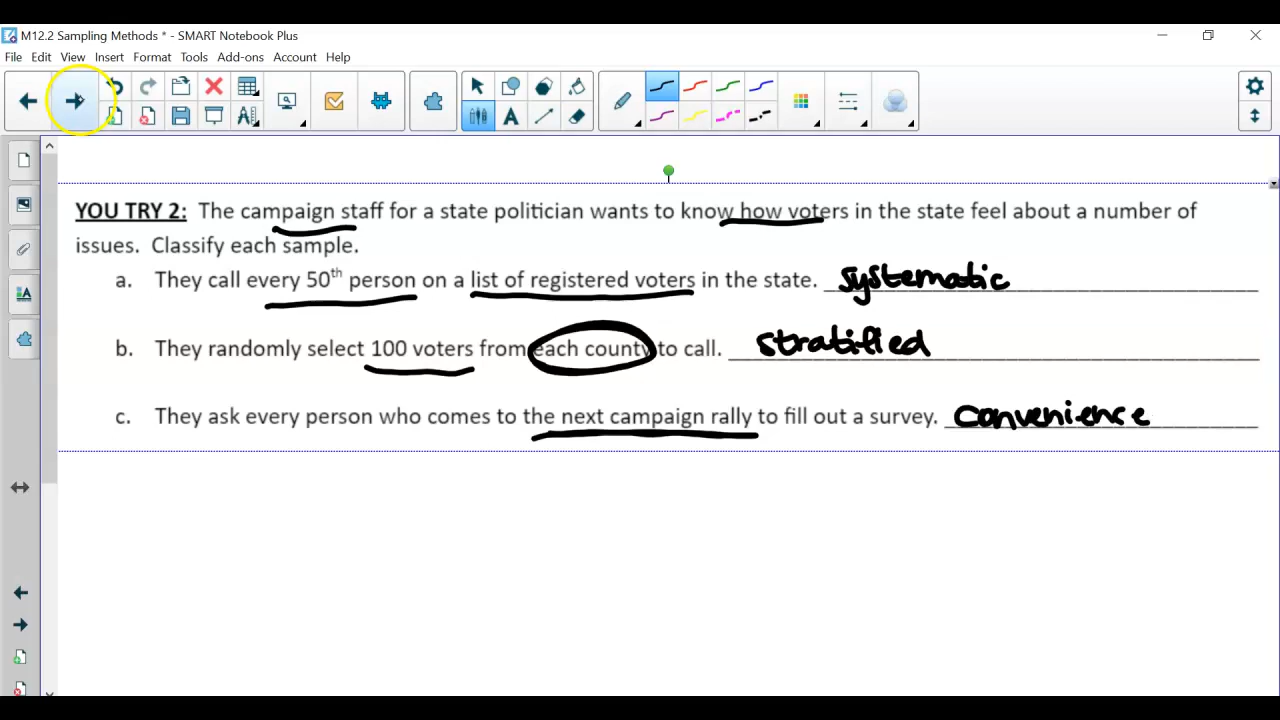 M12.2 Sampling Methods * - SMART Notebook Plus
File Edit View Insert Format Tools Add-ons Account Help
YOU TRY 2: The campaign staff for a state politician wants to know how voters in the state feel about a number of
issues. Classify each sample.
a. They call every 50th person on a list of registered voters in the state. systematic
b. They randomly select 100 voters from each county to call. stratified
c. They ask every person who comes to the next campaign rally to fill out a survey. convenience